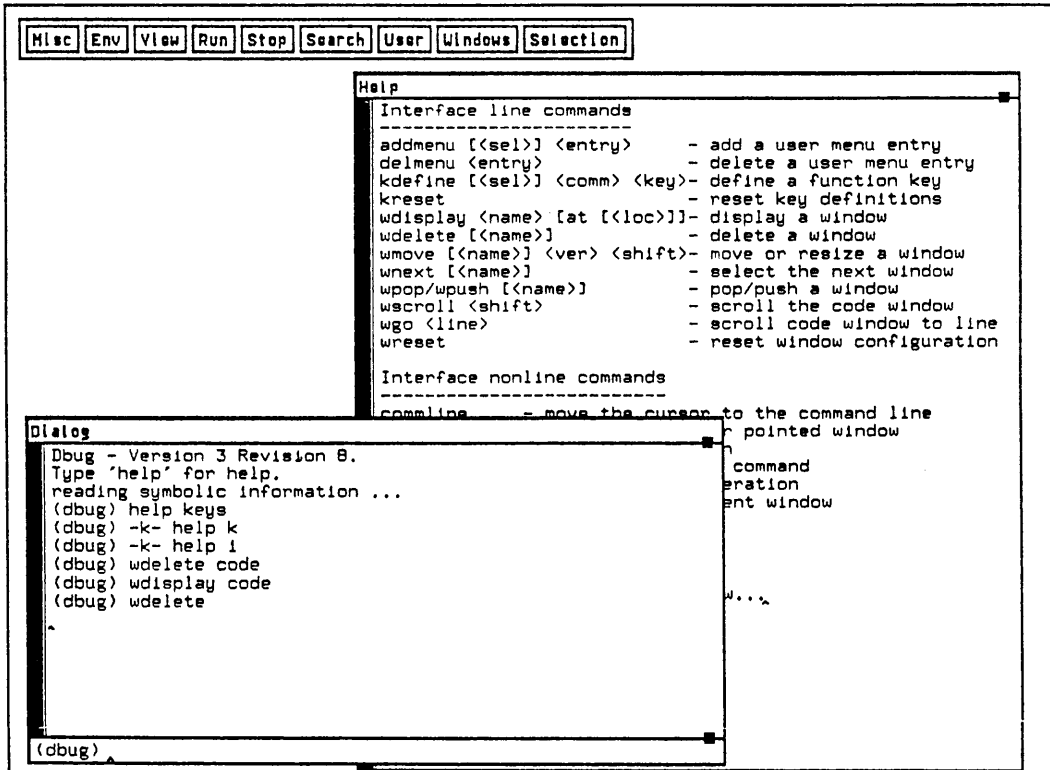 Misc Env View Run Stop Search User Windows Selection
Help
Interface line commands
-----------------------
addmenu [<sel>] <entry> - add a user menu entry
delmenu <entry> - delete a user menu entry
kdefine [<sel>] <comm> <key>- define a function key
kreset - reset key definitions
wdisplay <name> [at [<loc>]]- display a window
wdelete [<name>] - delete a window
wmove [<name>] <ver> <shift>- move or resize a window
wnext [<name>] - select the next window
wpop/wpush [<name>] - pop/push a window
wscroll <shift> - scroll the code window
wgo <line> - scroll code window to line
wreset - reset window configuration
Interface nonline commands
--------------------------
commline - move the cursor to the command line
pointed window
command
eration
ent window
w...
Dialog
Dbug - Version 3 Revision 8.
Type 'help' for help.
reading symbolic information ...
(dbug) help keys
(dbug) -k- help k
(dbug) -k- help i
(dbug) wdelete code
(dbug) wdisplay code
(dbug) wdelete
(dbug)